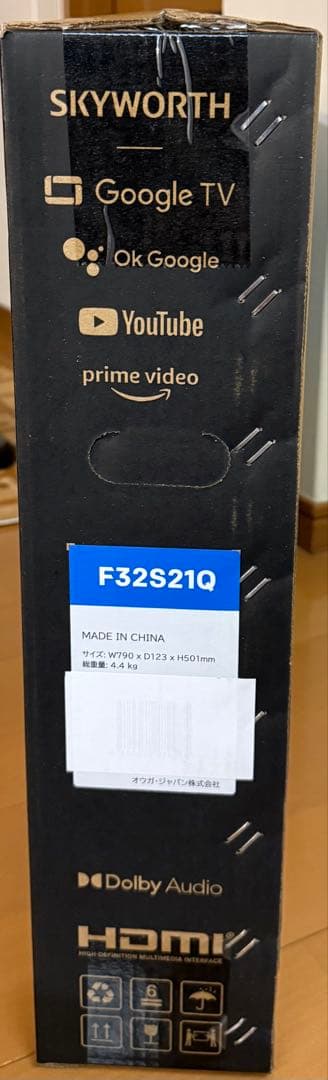 SKYWORTH
Google TV
Ok Google
YouTube
prime video
F32S21Q
MADE IN CHINA
サイズ: W790 x D123 x H501mm
総重量: 4.4 kg
オウガ・ジャパン株式会社
Dolby Audio
HDMI®
HIGH-DEFINITION MULTIMEDIA INTERFACE
6